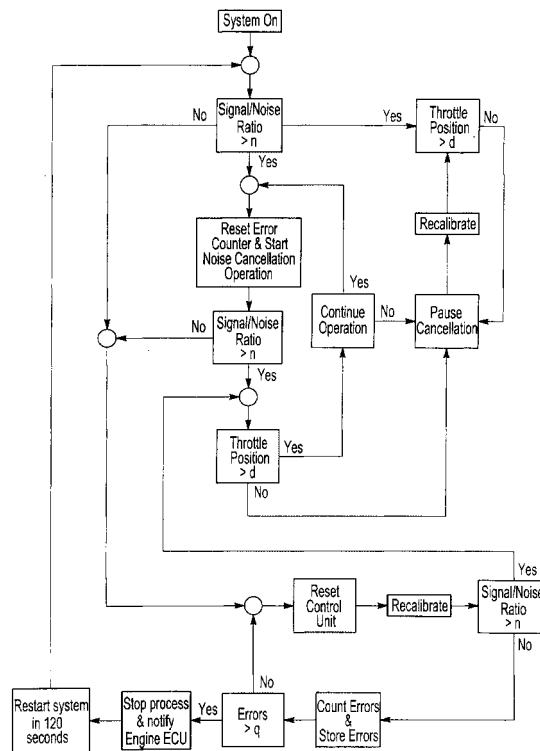 System On
No
Signal/Noise
Ratio
> n
Yes
Throttle
Position
> d
No
Yes
Recalibrate
Reset Error
Counter & Start
Noise Cancellation
Operation
Yes
Continue
Operation
No
Pause
Cancellation
No
Signal/Noise
Ratio
> n
Yes
Throttle
Position
> d
Yes
No
Yes
Reset
Control
Unit
Recalibrate
Signal/Noise
Ratio
> n
No
No
Restart system
in 120
seconds
Stop process
& notify
Engine ECU
Yes
Errors
> q
Count Errors
&
Store Errors